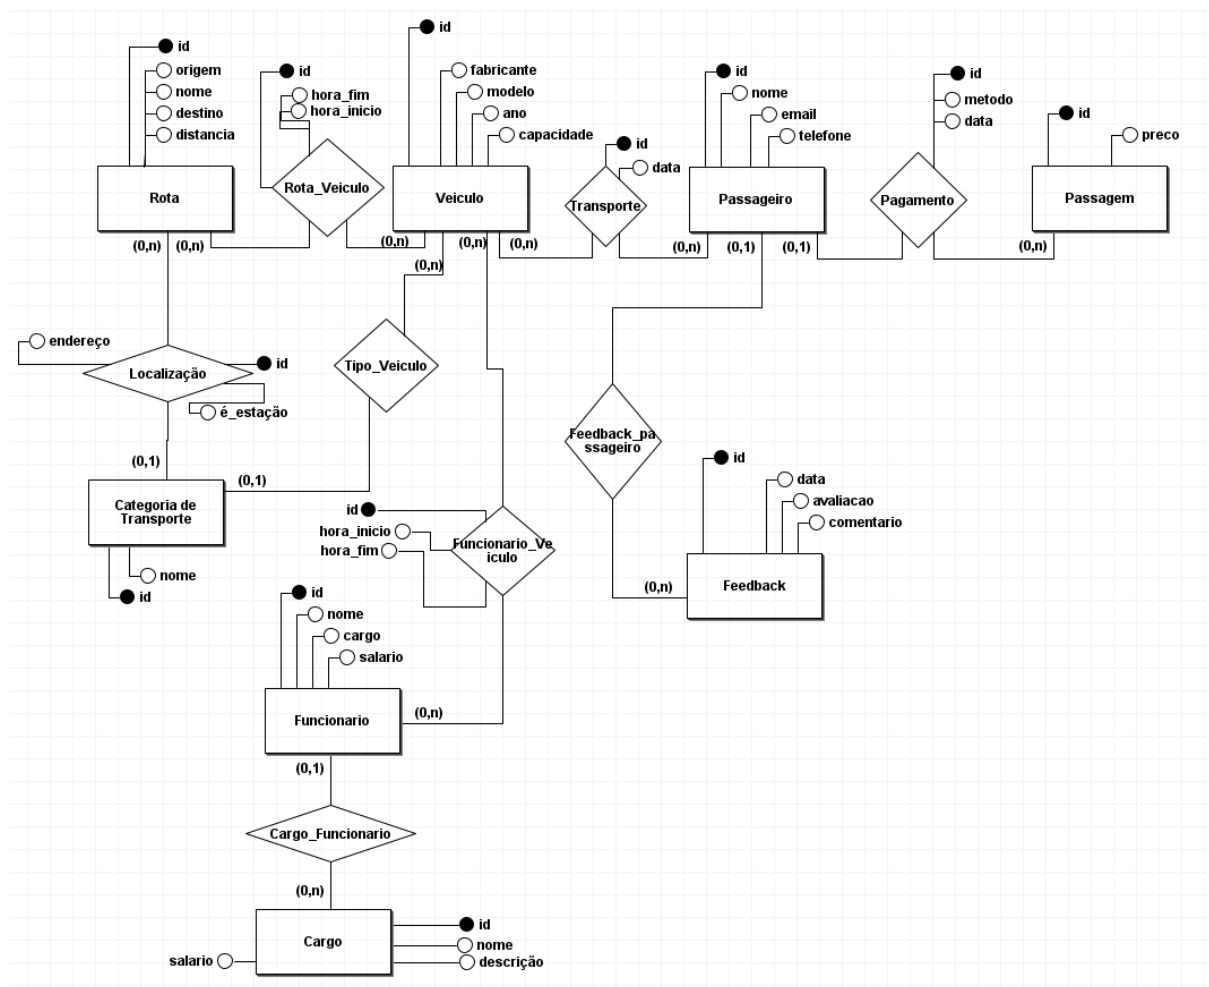 id
origem
nome
destino
distancia
Rota
(0,n)
(0,n)
id
hora_fim
hora_inicio
Rota_Veiculo
id
fabricante
modelo
ano
capacidade
Veiculo
(0,n)
(0,n)
(0,n)
(0,n)
id
data
Transporte
id
nome
email
telefone
Passageiro
(0,n)
(0,1)
(0,1)
id
metodo
data
Pagamento
id
preco
Passagem
(0,n)
endereço
Localização
id
é_estação
(0,1)
Tipo_Veiculo
(0,1)
Categoria de
Transporte
nome
id
Feedback_pa
ssageiro
id
data
avaliacao
comentario
Feedback
(0,n)
id
hora_inicio
hora_fim
Funcionario_Ve
iculo
id
nome
cargo
salário
Funcionario
(0,n)
(0,1)
Cargo_Funcionario
(0,n)
Cargo
id
nome
descrição
salario